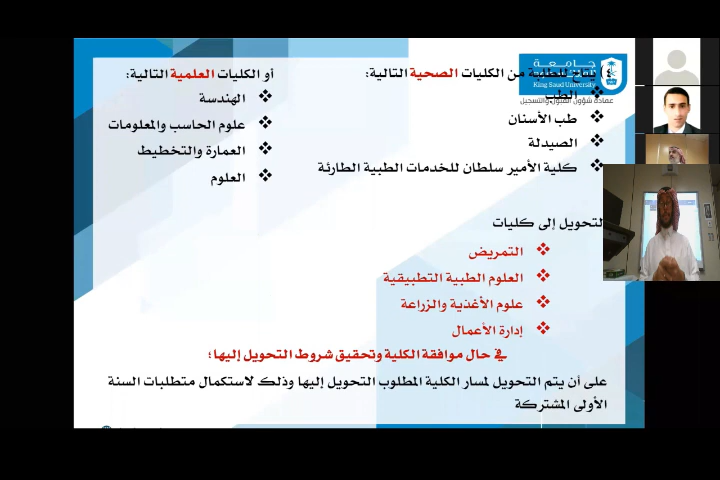 جامعة
King Saud University
عمادة شؤون القبول والتسجيل
من الكليات الصحية التالية:
الطب
طب الأسنان
الصيدلة
كلية الأمير سلطان للخدمات الطبية الطارئة
أو الكليات العلمية التالية:
الهندسة
علوم الحاسب والمعلومات
العمارة والتخطيط
العلوم
التحويل إلى كليات
التمريض
العلوم الطبية التطبيقية
علوم الأغذية والزراعة
إدارة الأعمال
في حال موافقة الكلية وتحقيق شروط التحويل إليها؛
على أن يتم التحويل لمسار الكلية المطلوب التحويل إليها وذلك لاستكمال متطلبات السنة
الأولى المشتركة